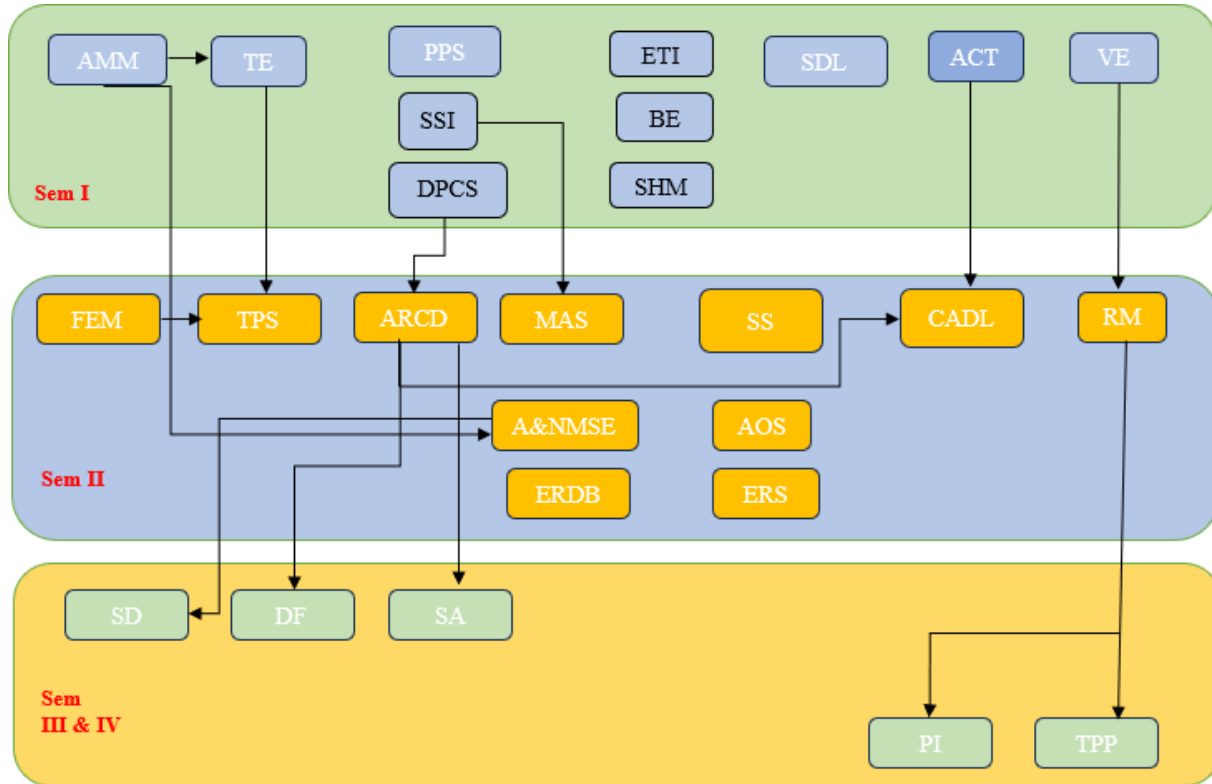 AMM
TE
PPS
ETI
SDL
ACT
VE
SSI
BE
DPCS
SHM
Sem I
FEM
TPS
ARCD
MAS
SS
CADL
RM
A&NMSE
AOS
Sem II
ERDB
ERS
SD
DF
SA
Sem
III & IV
PI
TPP